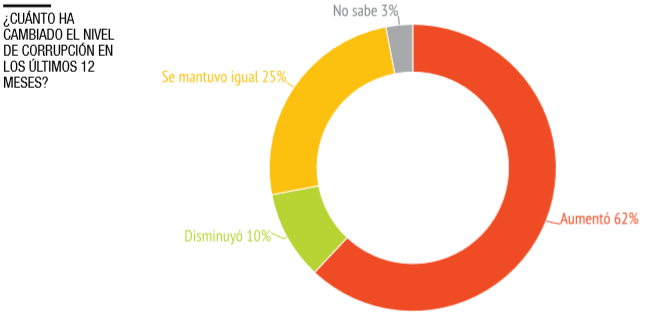 ¿CUÁNTO HA
CAMBIADO EL NIVEL
DE CORRUPCIÓN EN
LOS ÚLTIMOS 12
MESES?
No sabe 3%
Se mantuvo igual 25%
Disminuyó 10%
Aumentó 62%